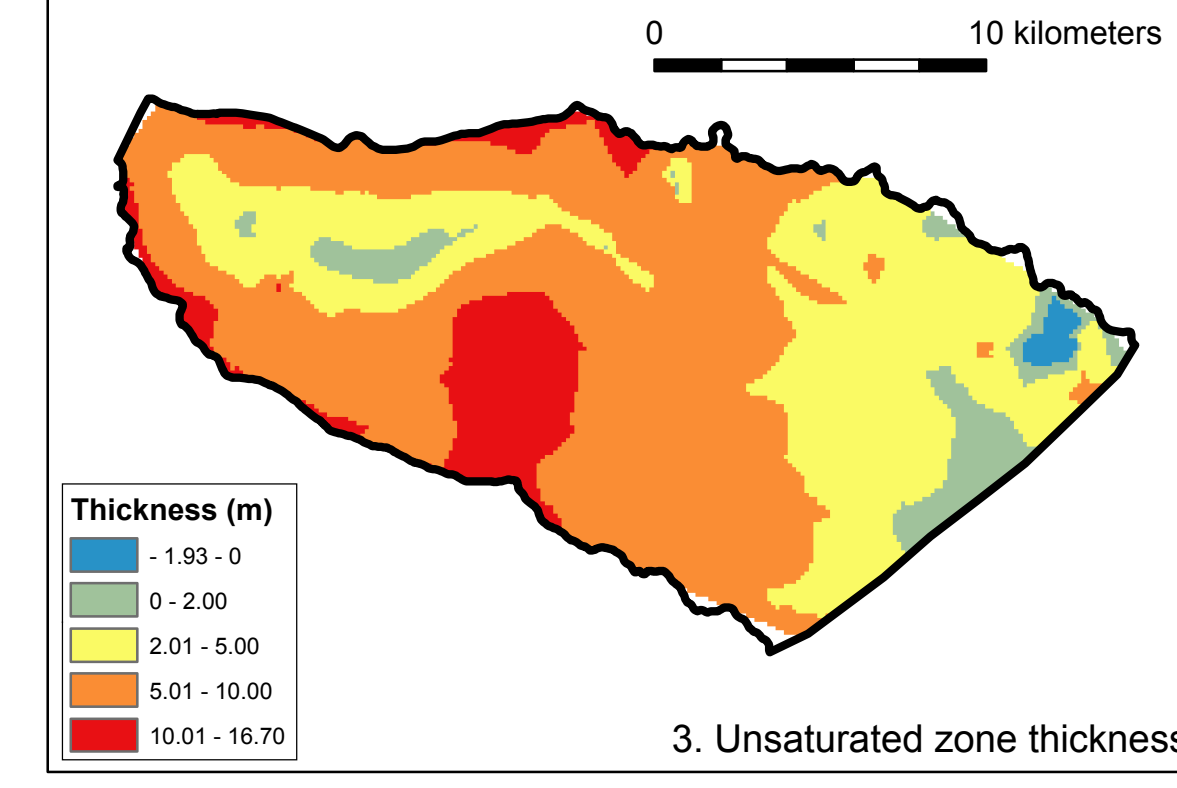 0 10 kilometers
Thickness (m)
- 1.93 - 0
0 - 2.00
2.01 - 5.00
5.01 - 10.00
10.01 - 16.70
3. Unsaturated zone thickness